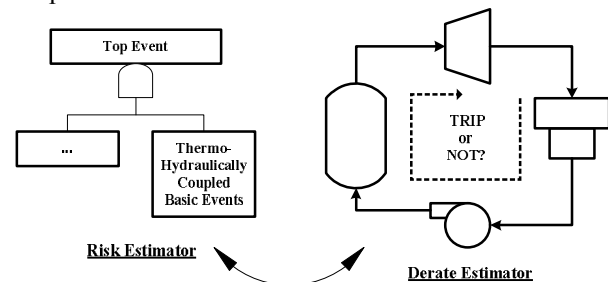 Top Event
...
Thermo-
Hydraulically
Coupled
Basic Events
Risk Estimator
TRIP
or
NOT?
Derate Estimator